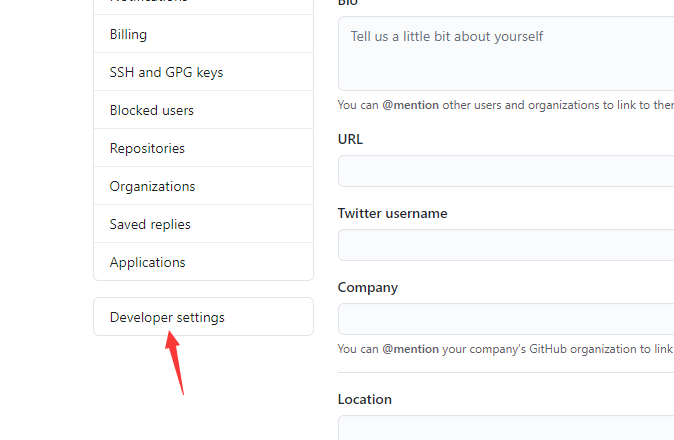 Notifications
Billing
SSH and GPG keys
Blocked users
Repositories
Organizations
Saved replies
Applications
Developer settings
Bio
Tell us a little bit about yourself
You can @mention other users and organizations to link to ther
URL
Twitter username
Company
You can @mention your company's GitHub organization to link
Location